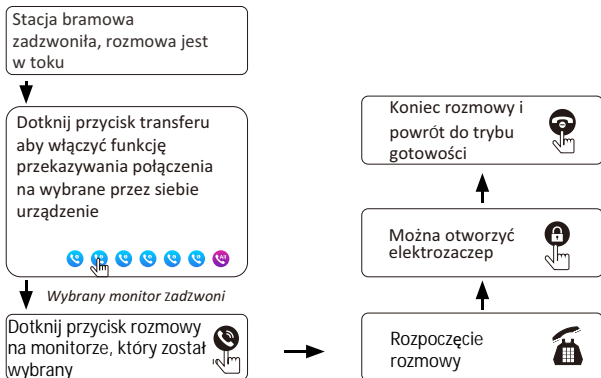 Stacja bramowa
zadzwoniła, rozmowa jest
w toku
Dotknij przycisk transferu
aby włączyć funkcję
przekazywania połączenia
na wybrane przez siebie
urządzenie
All
Wybrany monitor zadzwoni
Dotknij przycisk rozmowy
na monitorze, który został
wybrany
Rozpoczęcie
rozmowy
Można otworzyć
elektrozaczep
Koniec rozmowy i
powrót do trybu
gotowości